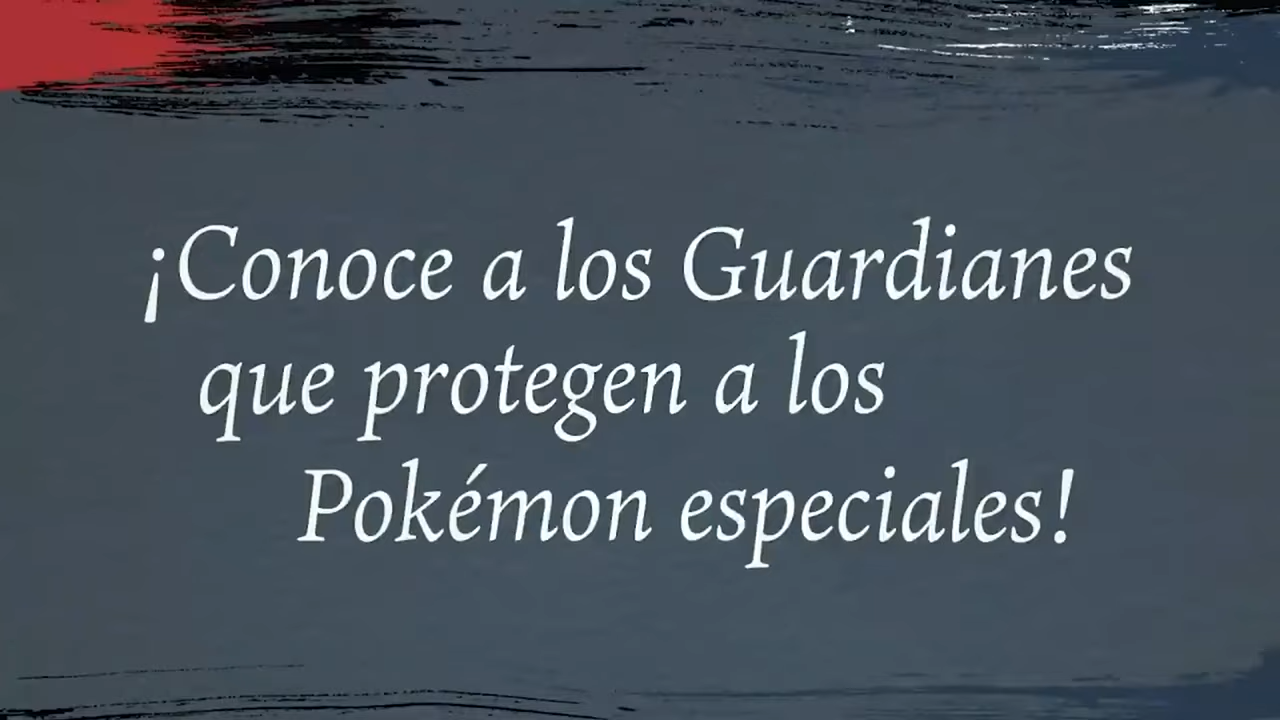 ¡Conoce a los Guardianes
que protegen a los
Pokémon especiales!